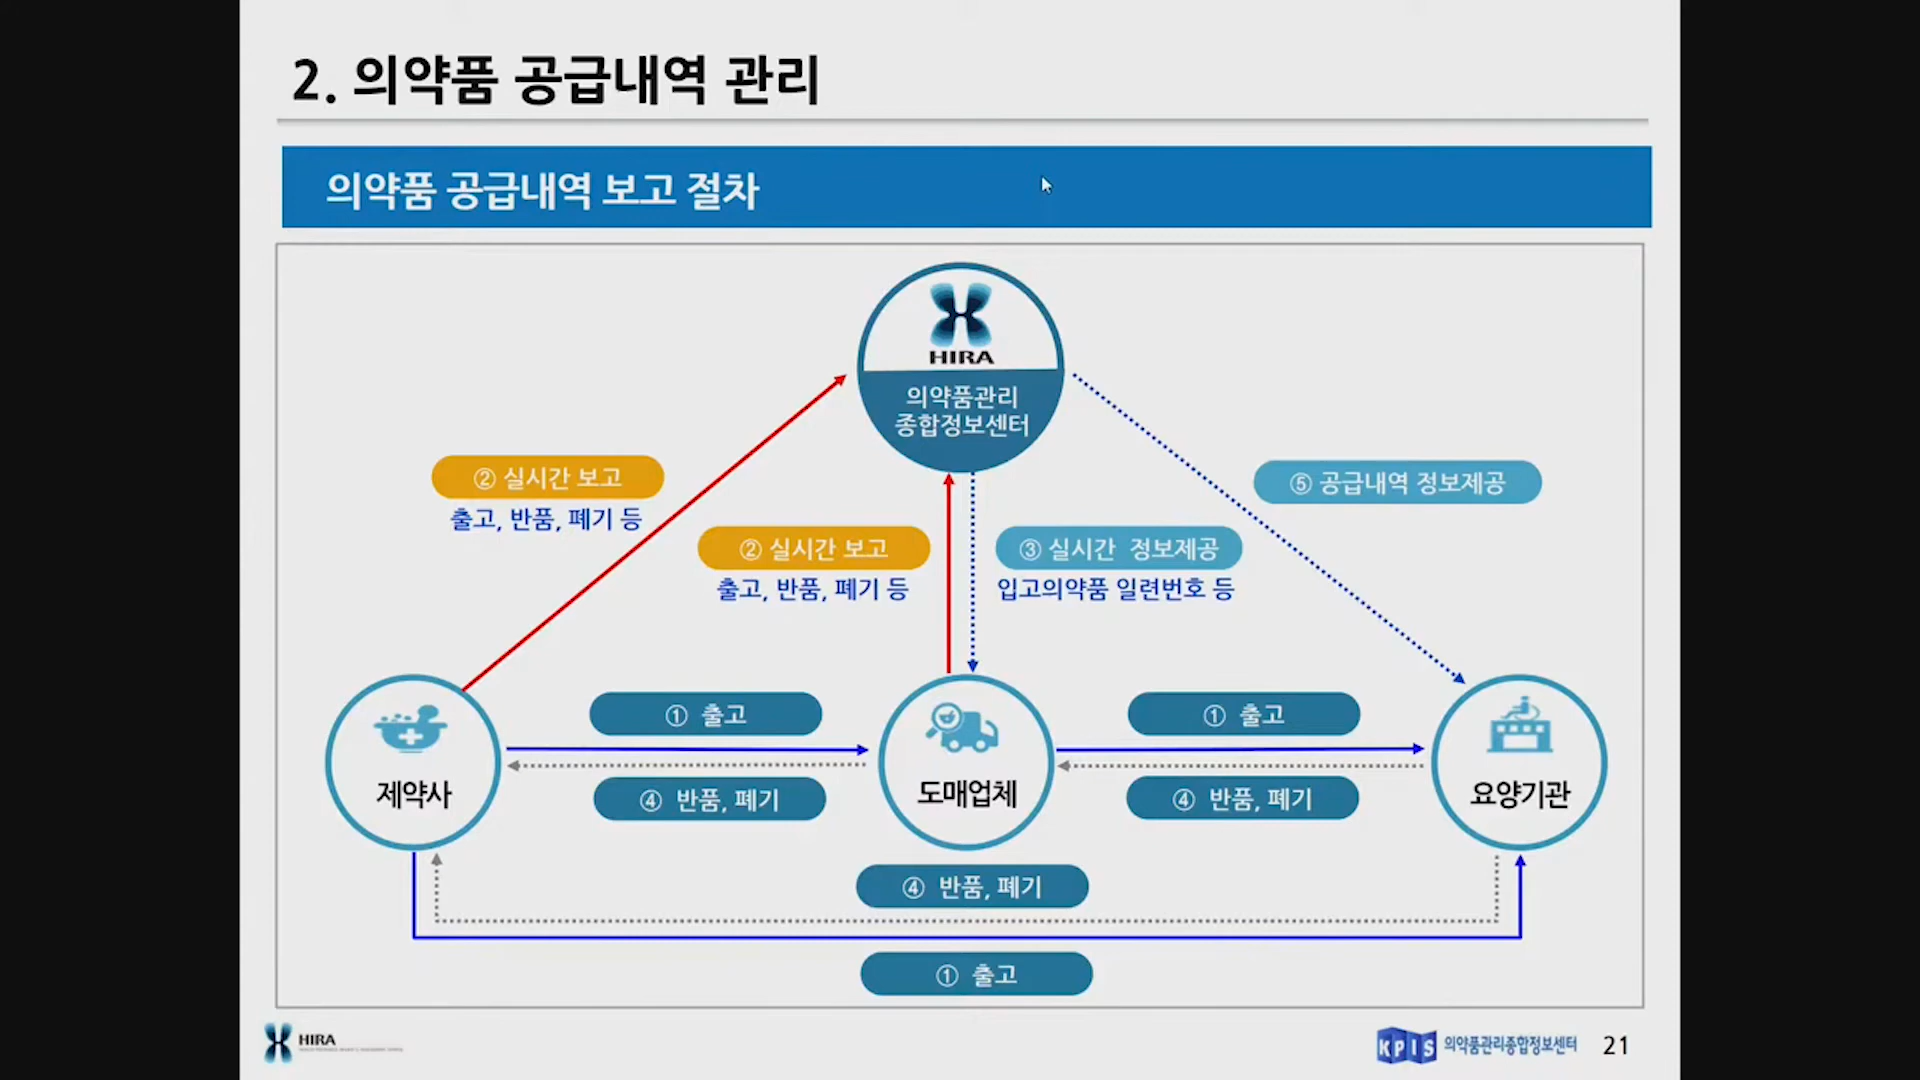 2. 의약품 공급내역 관리
의약품 공급내역 보고 절차
HIRA
의약품관리
종합정보센터
② 실시간 보고
출고, 반품, 폐기 등
② 실시간 보고
출고, 반품, 폐기 등
③ 실시간 정보제공
입고의약품 일련번호 등
⑤ 공급내역 정보제공
① 출고
① 출고
제약사
도매업체
요양기관
④ 반품, 폐기
④ 반품, 폐기
④ 반품, 폐기
① 출고
HIRA
KPIS 의약품관리종합정보센터
21